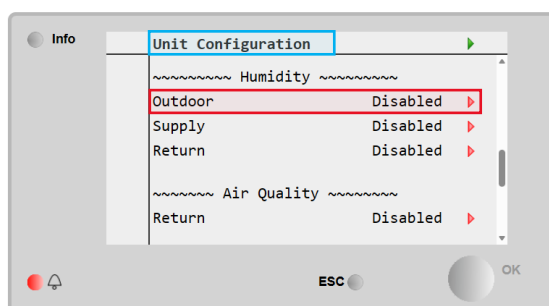 Info
Unit Configuration
~~~~~~~~~ Humidity ~~~~~~~~~
Outdoor Disabled
Supply Disabled
Return Disabled
~~~~~~~ Air Quality ~~~~~~~~
Return Disabled
ESC
OK